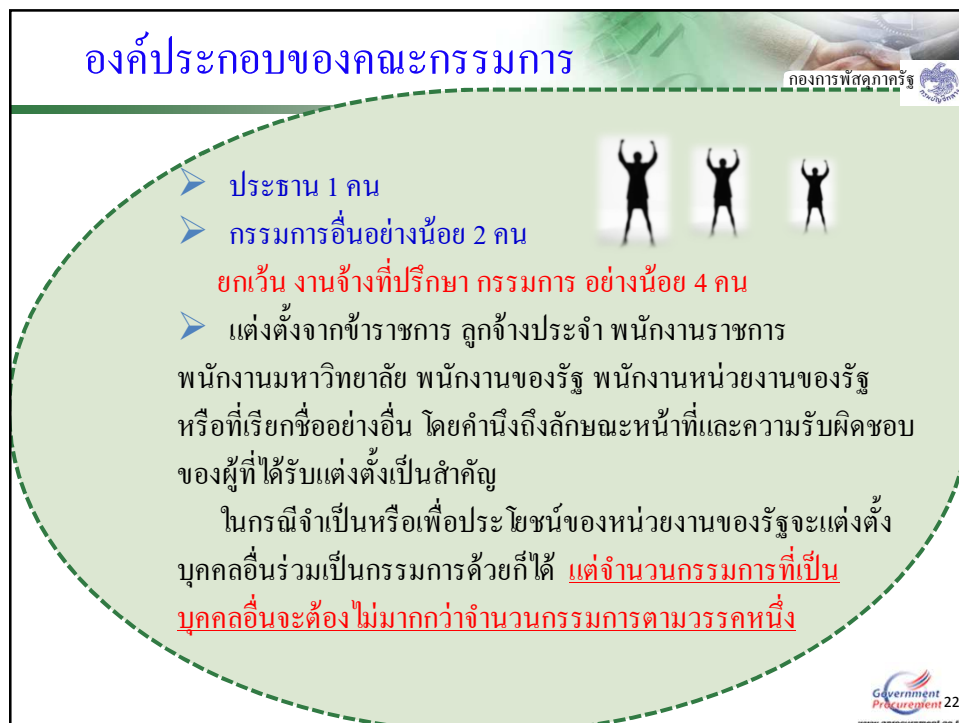 องค์ประกอบของคณะกรรมการ
กองการพัสดุภาครัฐ
กรมบัญชีกลาง
➢ ประธาน 1 คน
➢ กรรมการอื่นอย่างน้อย 2 คน
ยกเว้น งานจ้างที่ปรึกษา กรรมการ อย่างน้อย 4 คน
➢ แต่งตั้งจากข้าราชการ ลูกจ้างประจำ พนักงานราชการ
พนักงานมหาวิทยาลัย พนักงานของรัฐ พนักงานหน่วยงานของรัฐ
หรือที่เรียกชื่ออย่างอื่น โดยคำนึงถึงลักษณะหน้าที่และความรับผิดชอบ
ของผู้ที่ได้รับแต่งตั้งเป็นสำคัญ
ในกรณีจำเป็นหรือเพื่อประโยชน์ของหน่วยงานของรัฐจะแต่งตั้ง
บุคคลอื่นร่วมเป็นกรรมการด้วยก็ได้ แต่จำนวนกรรมการที่เป็น
บุคคลอื่นจะต้องไม่มากกว่าจำนวนกรรมการตามวรรคหนึ่ง
Government
Procurement 22